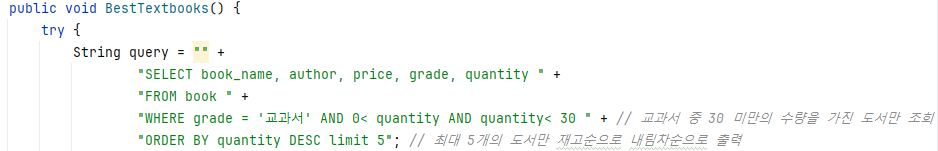 public void BestTextbooks() {
try {
String query = "" +
"SELECT book_name, author, price, grade, quantity " +
"FROM book " +
"WHERE grade = '교과서' AND 0< quantity AND quantity< 30 " + // 교과서 중 30 미만의 수량을 가진 도서만 조회
"ORDER BY quantity DESC limit 5"; // 최대 5개의 도서만 재고순으로 내림차순으로 출력